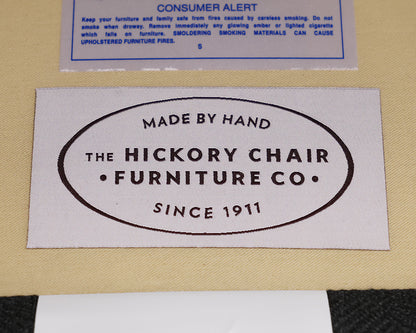 CONSUMER ALERT
Keep your furniture and family safe from fires caused by careless smoking. Do not
smoke when drowsy. Remove immediately any glowing ember or lighted cigarette
which falls on furniture. SMOLDERING SMOKING MATERIALS CAN CAUSE
UPHOLSTERED FURNITURE FIRES.
S
MADE BY HAND
THE HICKORY CHAIR
• FURNITURE CO •
SINCE 1911